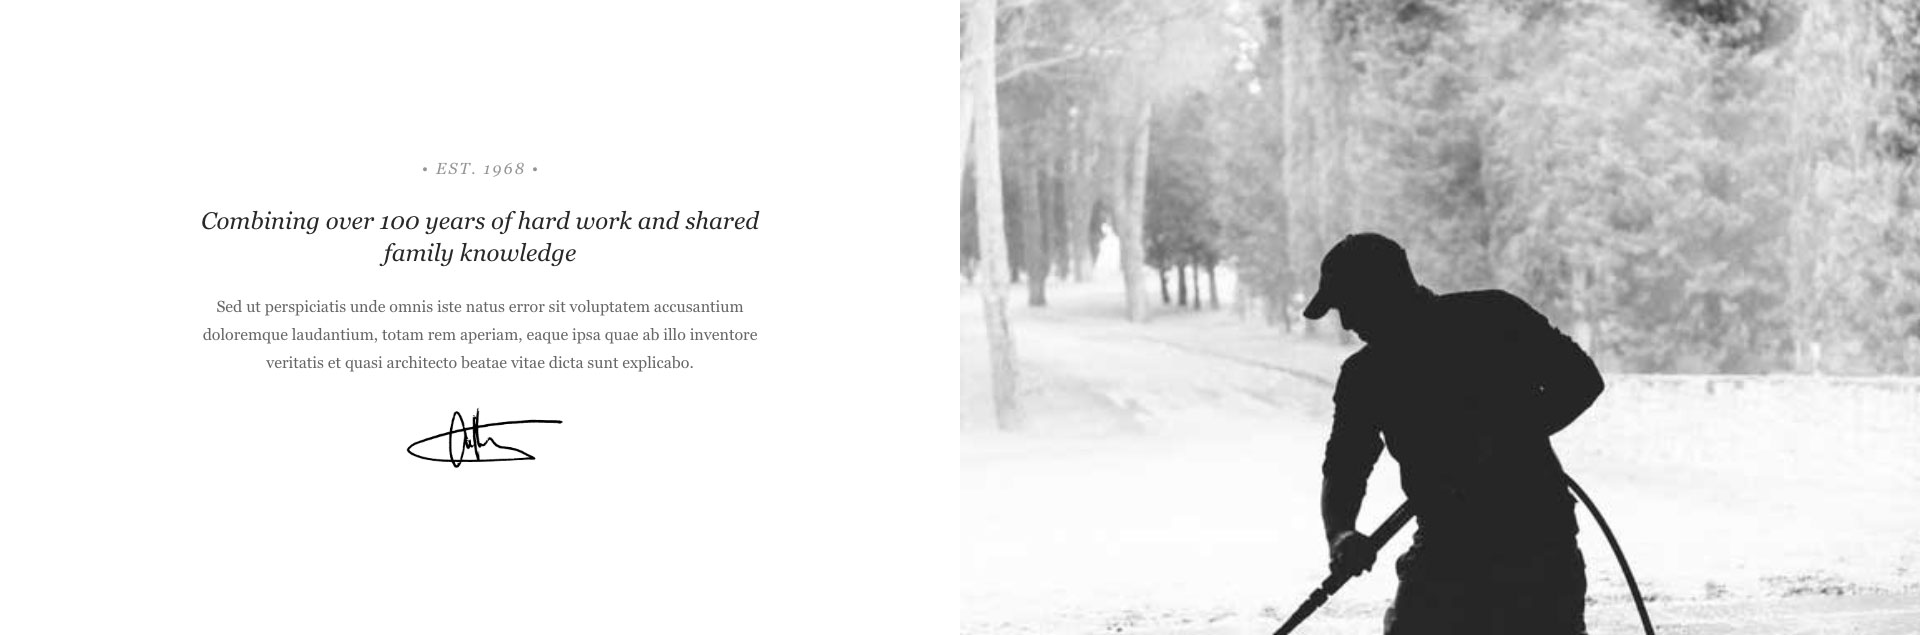 • EST. 1968 •
Combining over 100 years of hard work and shared
family knowledge
Sed ut perspiciatis unde omnis iste natus error sit voluptatem accusantium
doloremque laudantium, totam rem aperiam, eaque ipsa quae ab illo inventore
veritatis et quasi architecto beatae vitae dicta sunt explicabo.